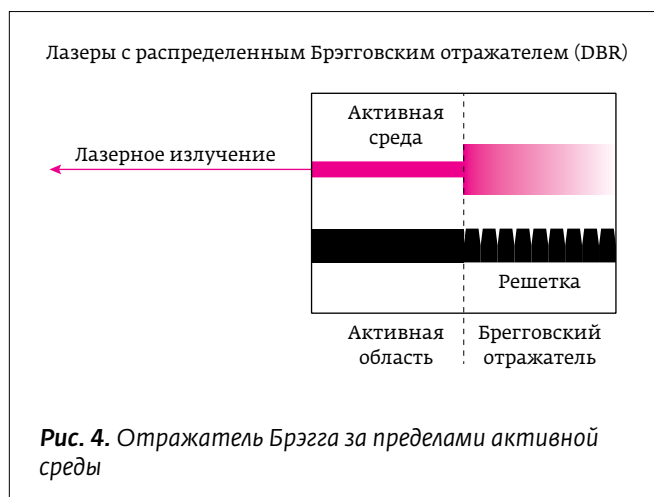 Лазеры с распределенным Брэгговским отражателем (DBR)
Активная
среда
Лазерное излучение
Решетка
Активная
область
Брегговский
отражатель
Рис. 4. Отражатель Брэгга за пределами активной
среды